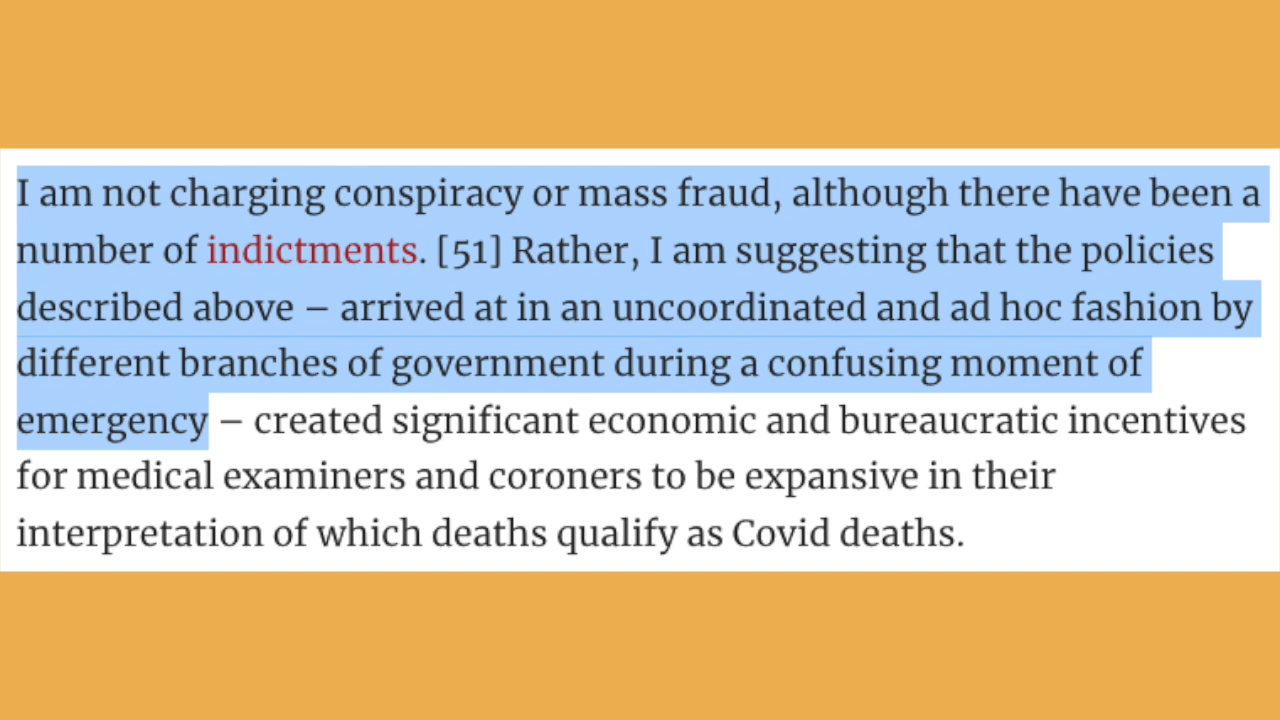 I am not charging conspiracy or mass fraud, although there have been a
number of indictments. [51] Rather, I am suggesting that the policies
described above – arrived at in an uncoordinated and ad hoc fashion by
different branches of government during a confusing moment of
emergency – created significant economic and bureaucratic incentives
for medical examiners and coroners to be expansive in their
interpretation of which deaths qualify as Covid deaths.